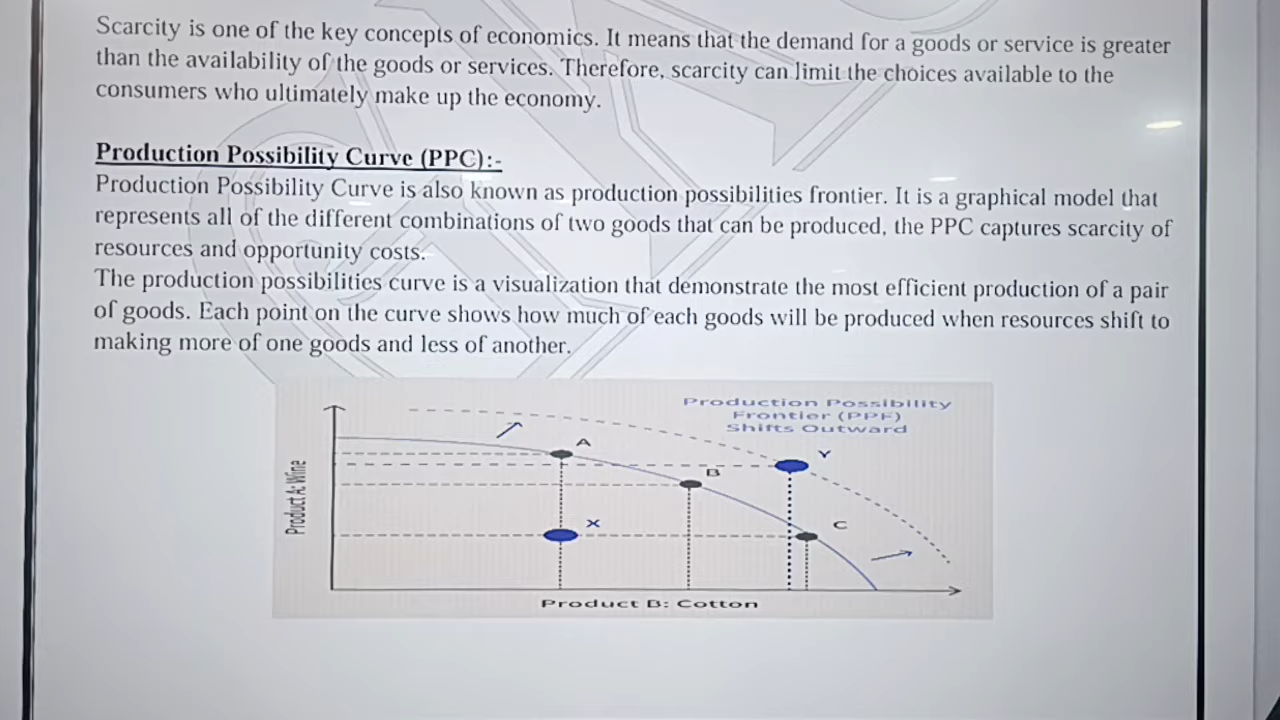 Scarcity is one of the key concepts of economics. It means that the demand for a goods or service is greater
than the availability of the goods or services. Therefore, scarcity can limit the choices available to the
consumers who ultimately make up the economy.
Production Possibility Curve (PPC):-
Production Possibility Curve is also known as production possibilities frontier. It is a graphical model that
represents all of the different combinations of two goods that can be produced, the PPC captures scarcity of
resources and opportunity costs.
The production possibilities curve is a visualization that demonstrate the most efficient production of a pair
of goods. Each point on the curve shows how much of each goods will be produced when resources shift to
making more of one goods and less of another.
Production Possibility
Frontier (PPF)
Shifts Outward
A
Y
B
X
C
Product A: Wine
Product B: Cotton